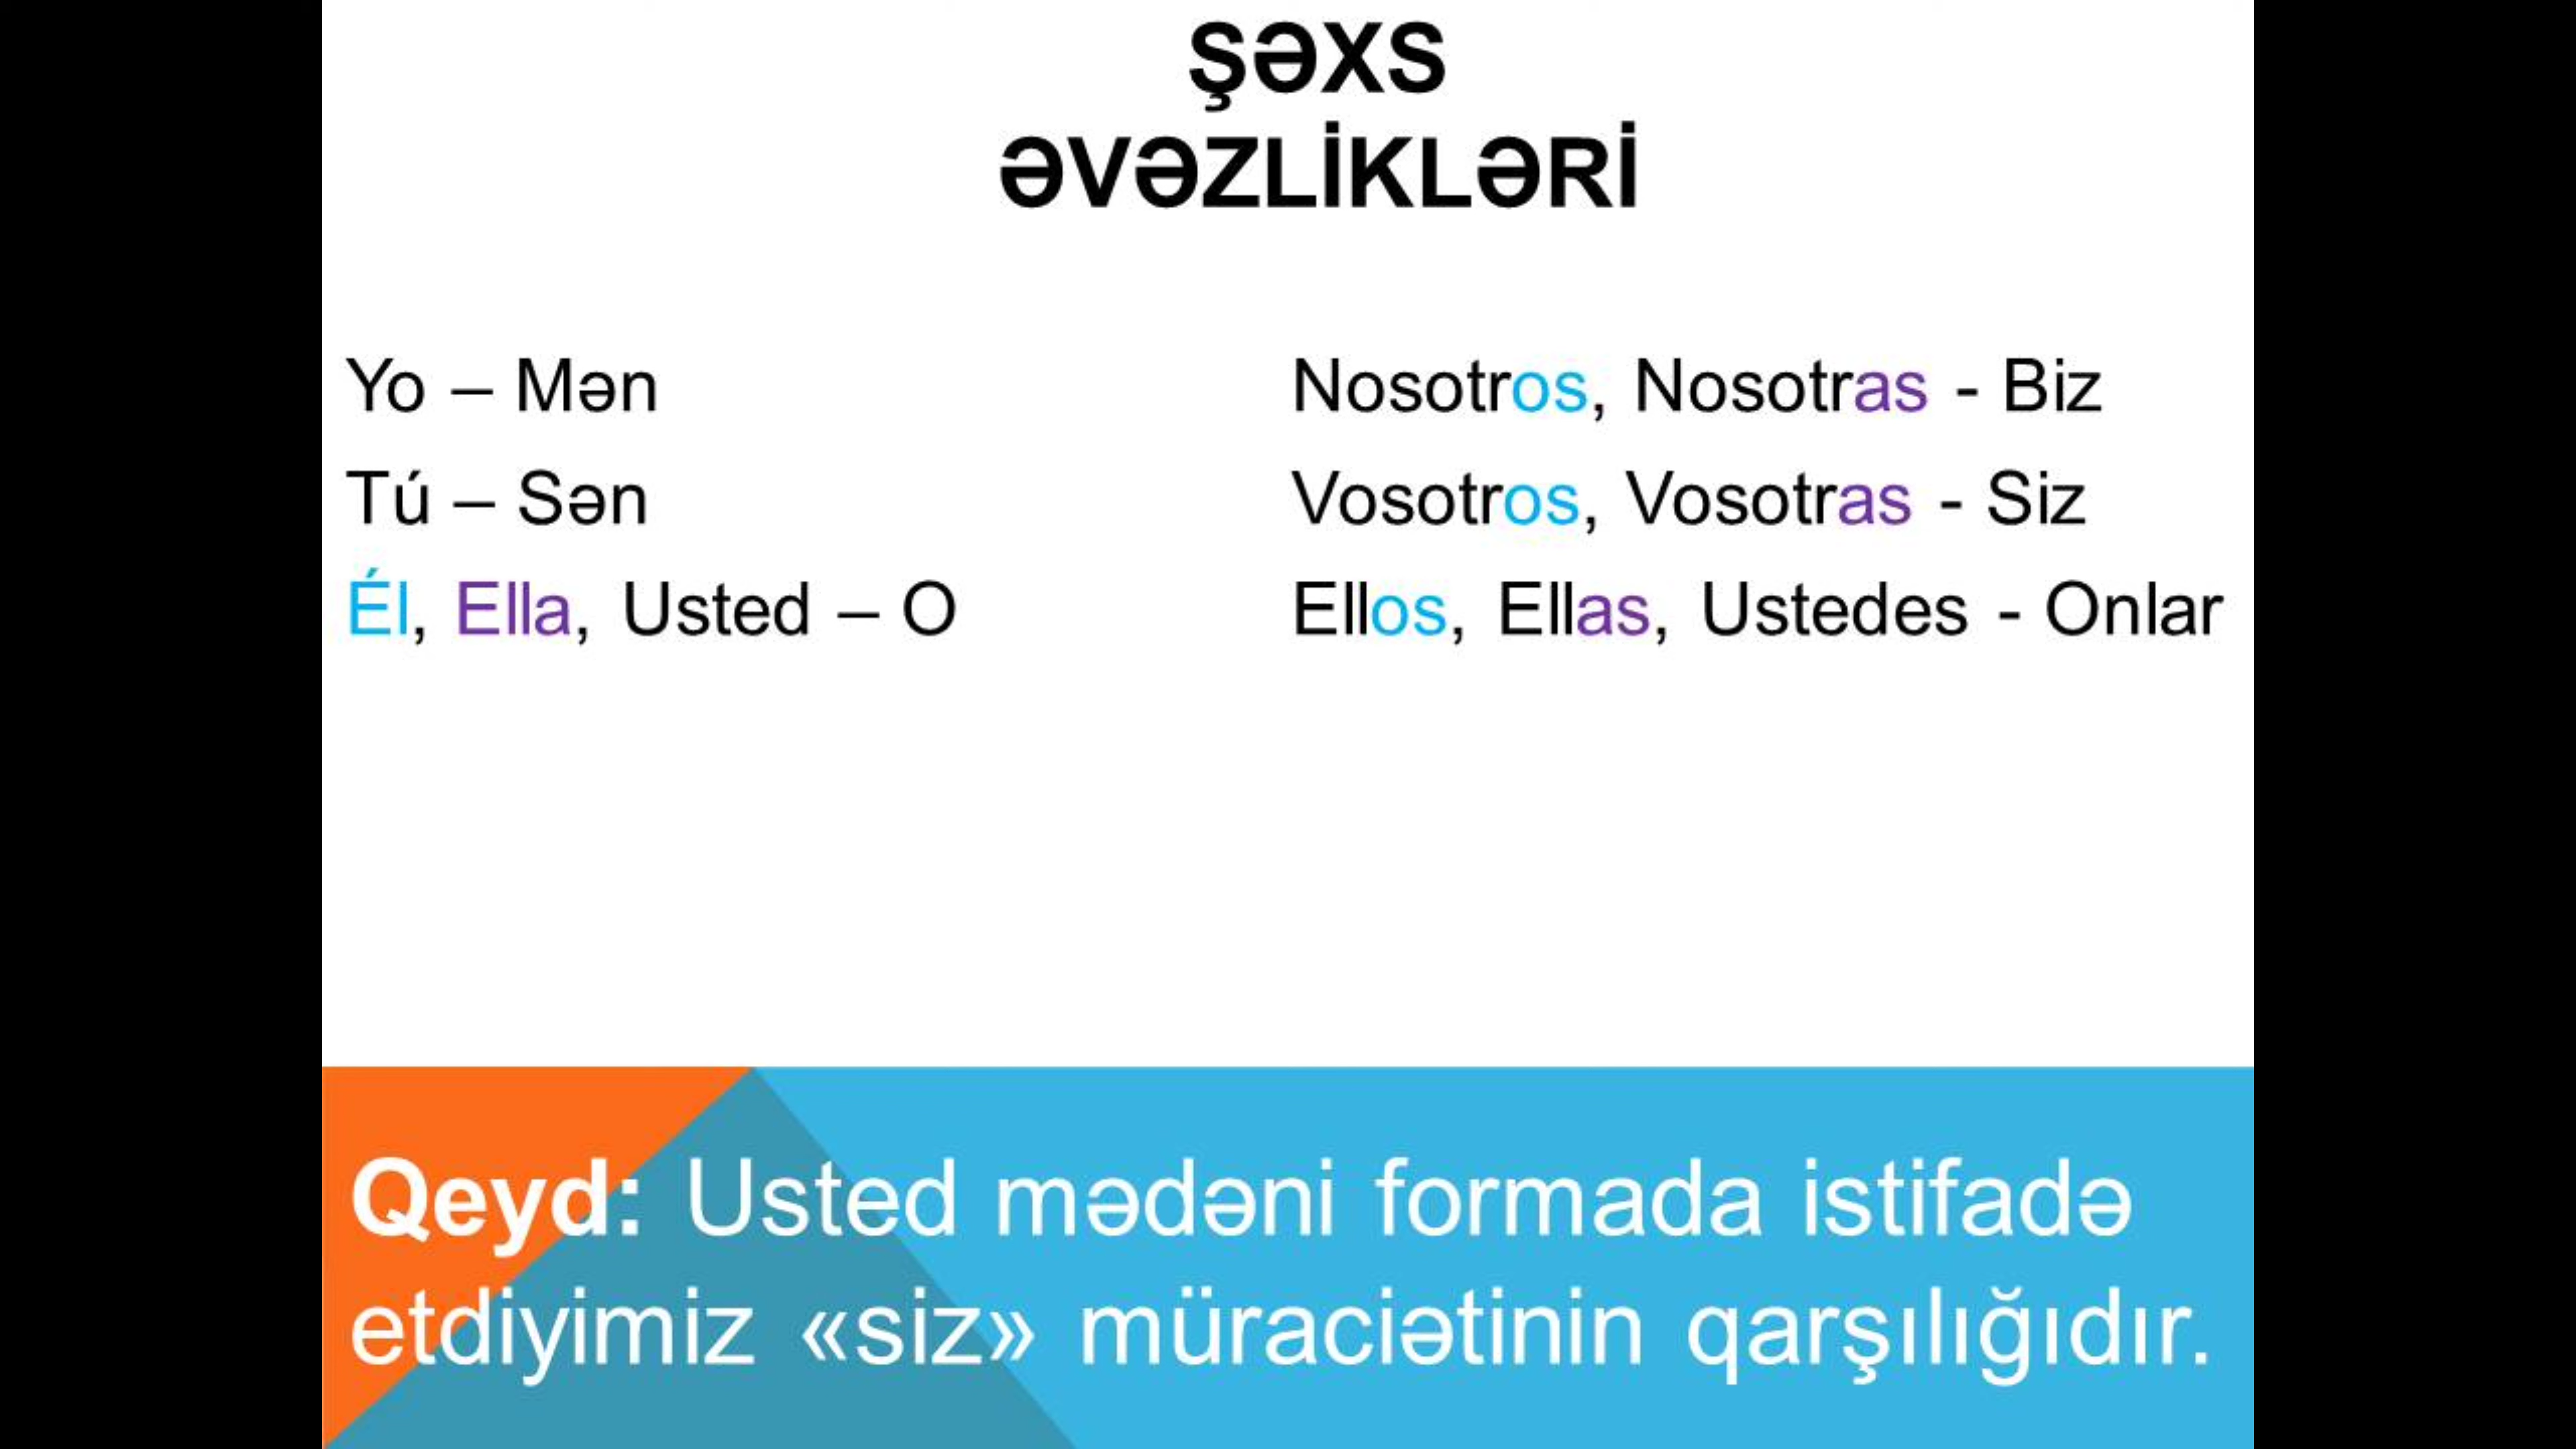 ŞƏXS
ƏVƏZLİKLƏRİ
Yo – Mən
Tú – Sən
Él, Ella, Usted – O
Nosotros, Nosotras - Biz
Vosotros, Vosotras - Siz
Ellos, Ellas, Ustedes - Onlar
Qeyd: Usted mədəni formada istifadə
etdiyimiz «siz» müraciətinin qarşılığıdır.